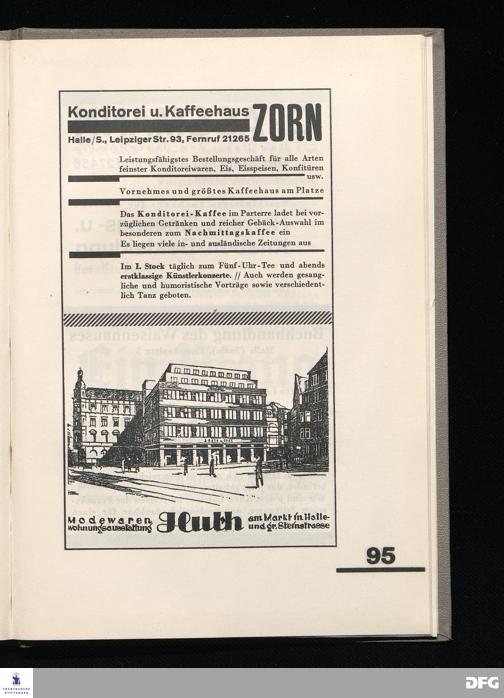 Konditorei u. Kaffeehaus ZORN
Halle/S., Leipziger Str. 93, Fernruf 21265
Leistungsfähigstes Bestellungsgeschäft für alle Arten
feinster Konditoreiwaren, Eis, Eisspeisen, Konfitüren
usw.
Vornehmes und größtes Kaffeehaus am Platze
Das Konditorei-Kaffee im Parterre ladet bei vor-
züglichen Getränken und reicher Gebäck-Auswahl im
besonderen zum Nachmittagskaffee ein
Es liegen viele in- und ausländische Zeitungen aus
Im I. Stock täglich zum Fünf-Uhr-Tee und abends
erstklassige Künstlerkonzerte. // Auch werden gesang-
liche und humoristische Vorträge sowie verschiedent-
lich Tanz geboten.
Modewaren,
Wohnungsausstattung
Huth
am Markt in Halle-
und gr. Steinstrasse
95
FRANCKESCHE
STIFTUNGEN
DFG